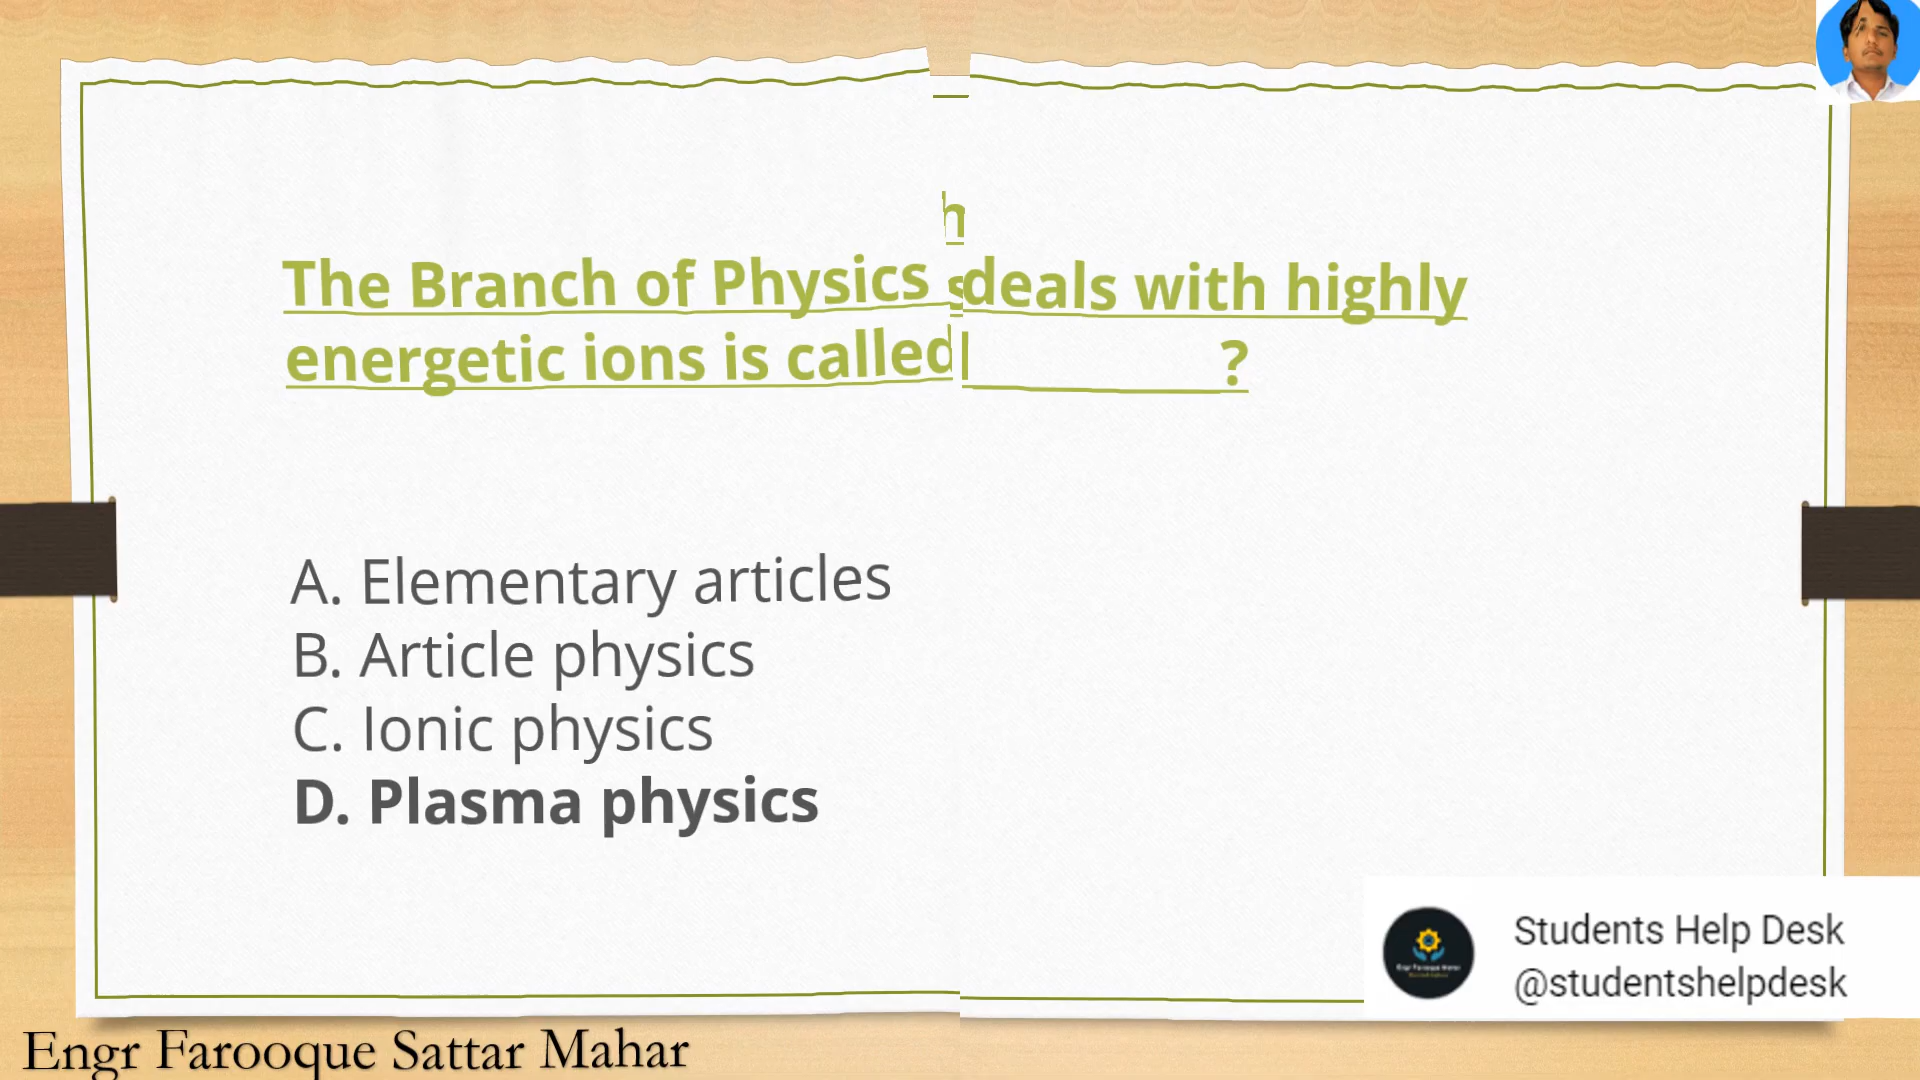 The Branch of Physics deals with highly
energetic ions is called ?
A. Elementary articles
B. Article physics
C. Ionic physics
D. Plasma physics
Students Help Desk
@studentshelpdesk
Engr Farooque Sattar Mahar